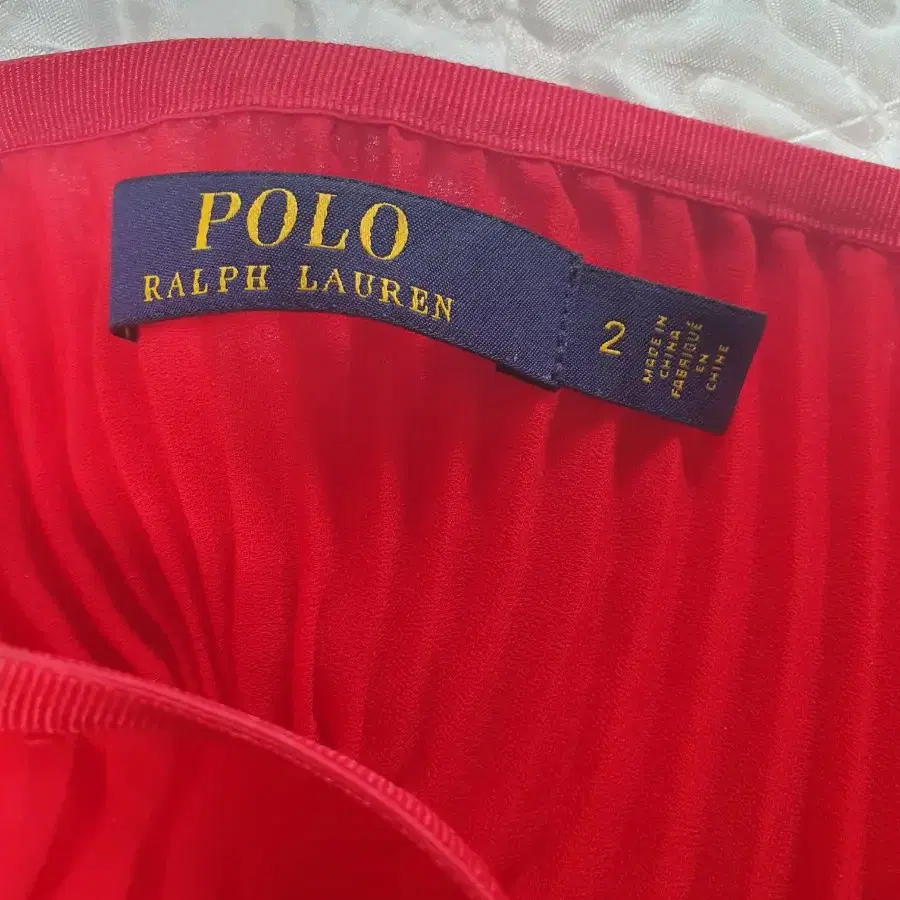 POLO
RALPH LAUREN
2
MADE IN
CHINA
FABRIQUÉ
EN
CHINE